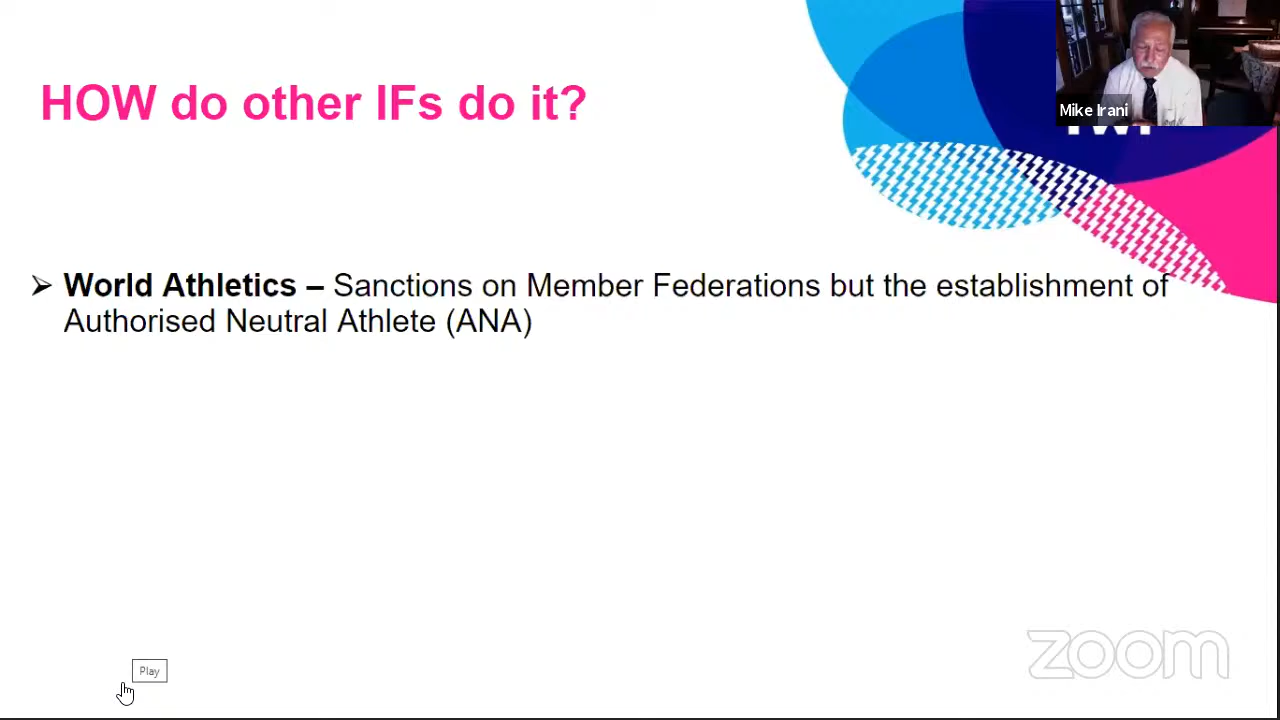 HOW do other IFs do it?
Mike Irani
World Athletics – Sanctions on Member Federations but the establishment of
Authorised Neutral Athlete (ANA)
Play
zoom